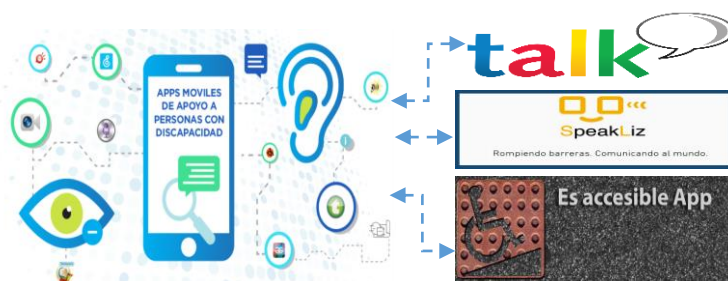 APPS MOVILES
DE APOYO A
PERSONAS CON
DISCAPACIDAD
talk
SpeakLiz
Rompiendo barreras. Comunicando al mundo.
Es accesible App